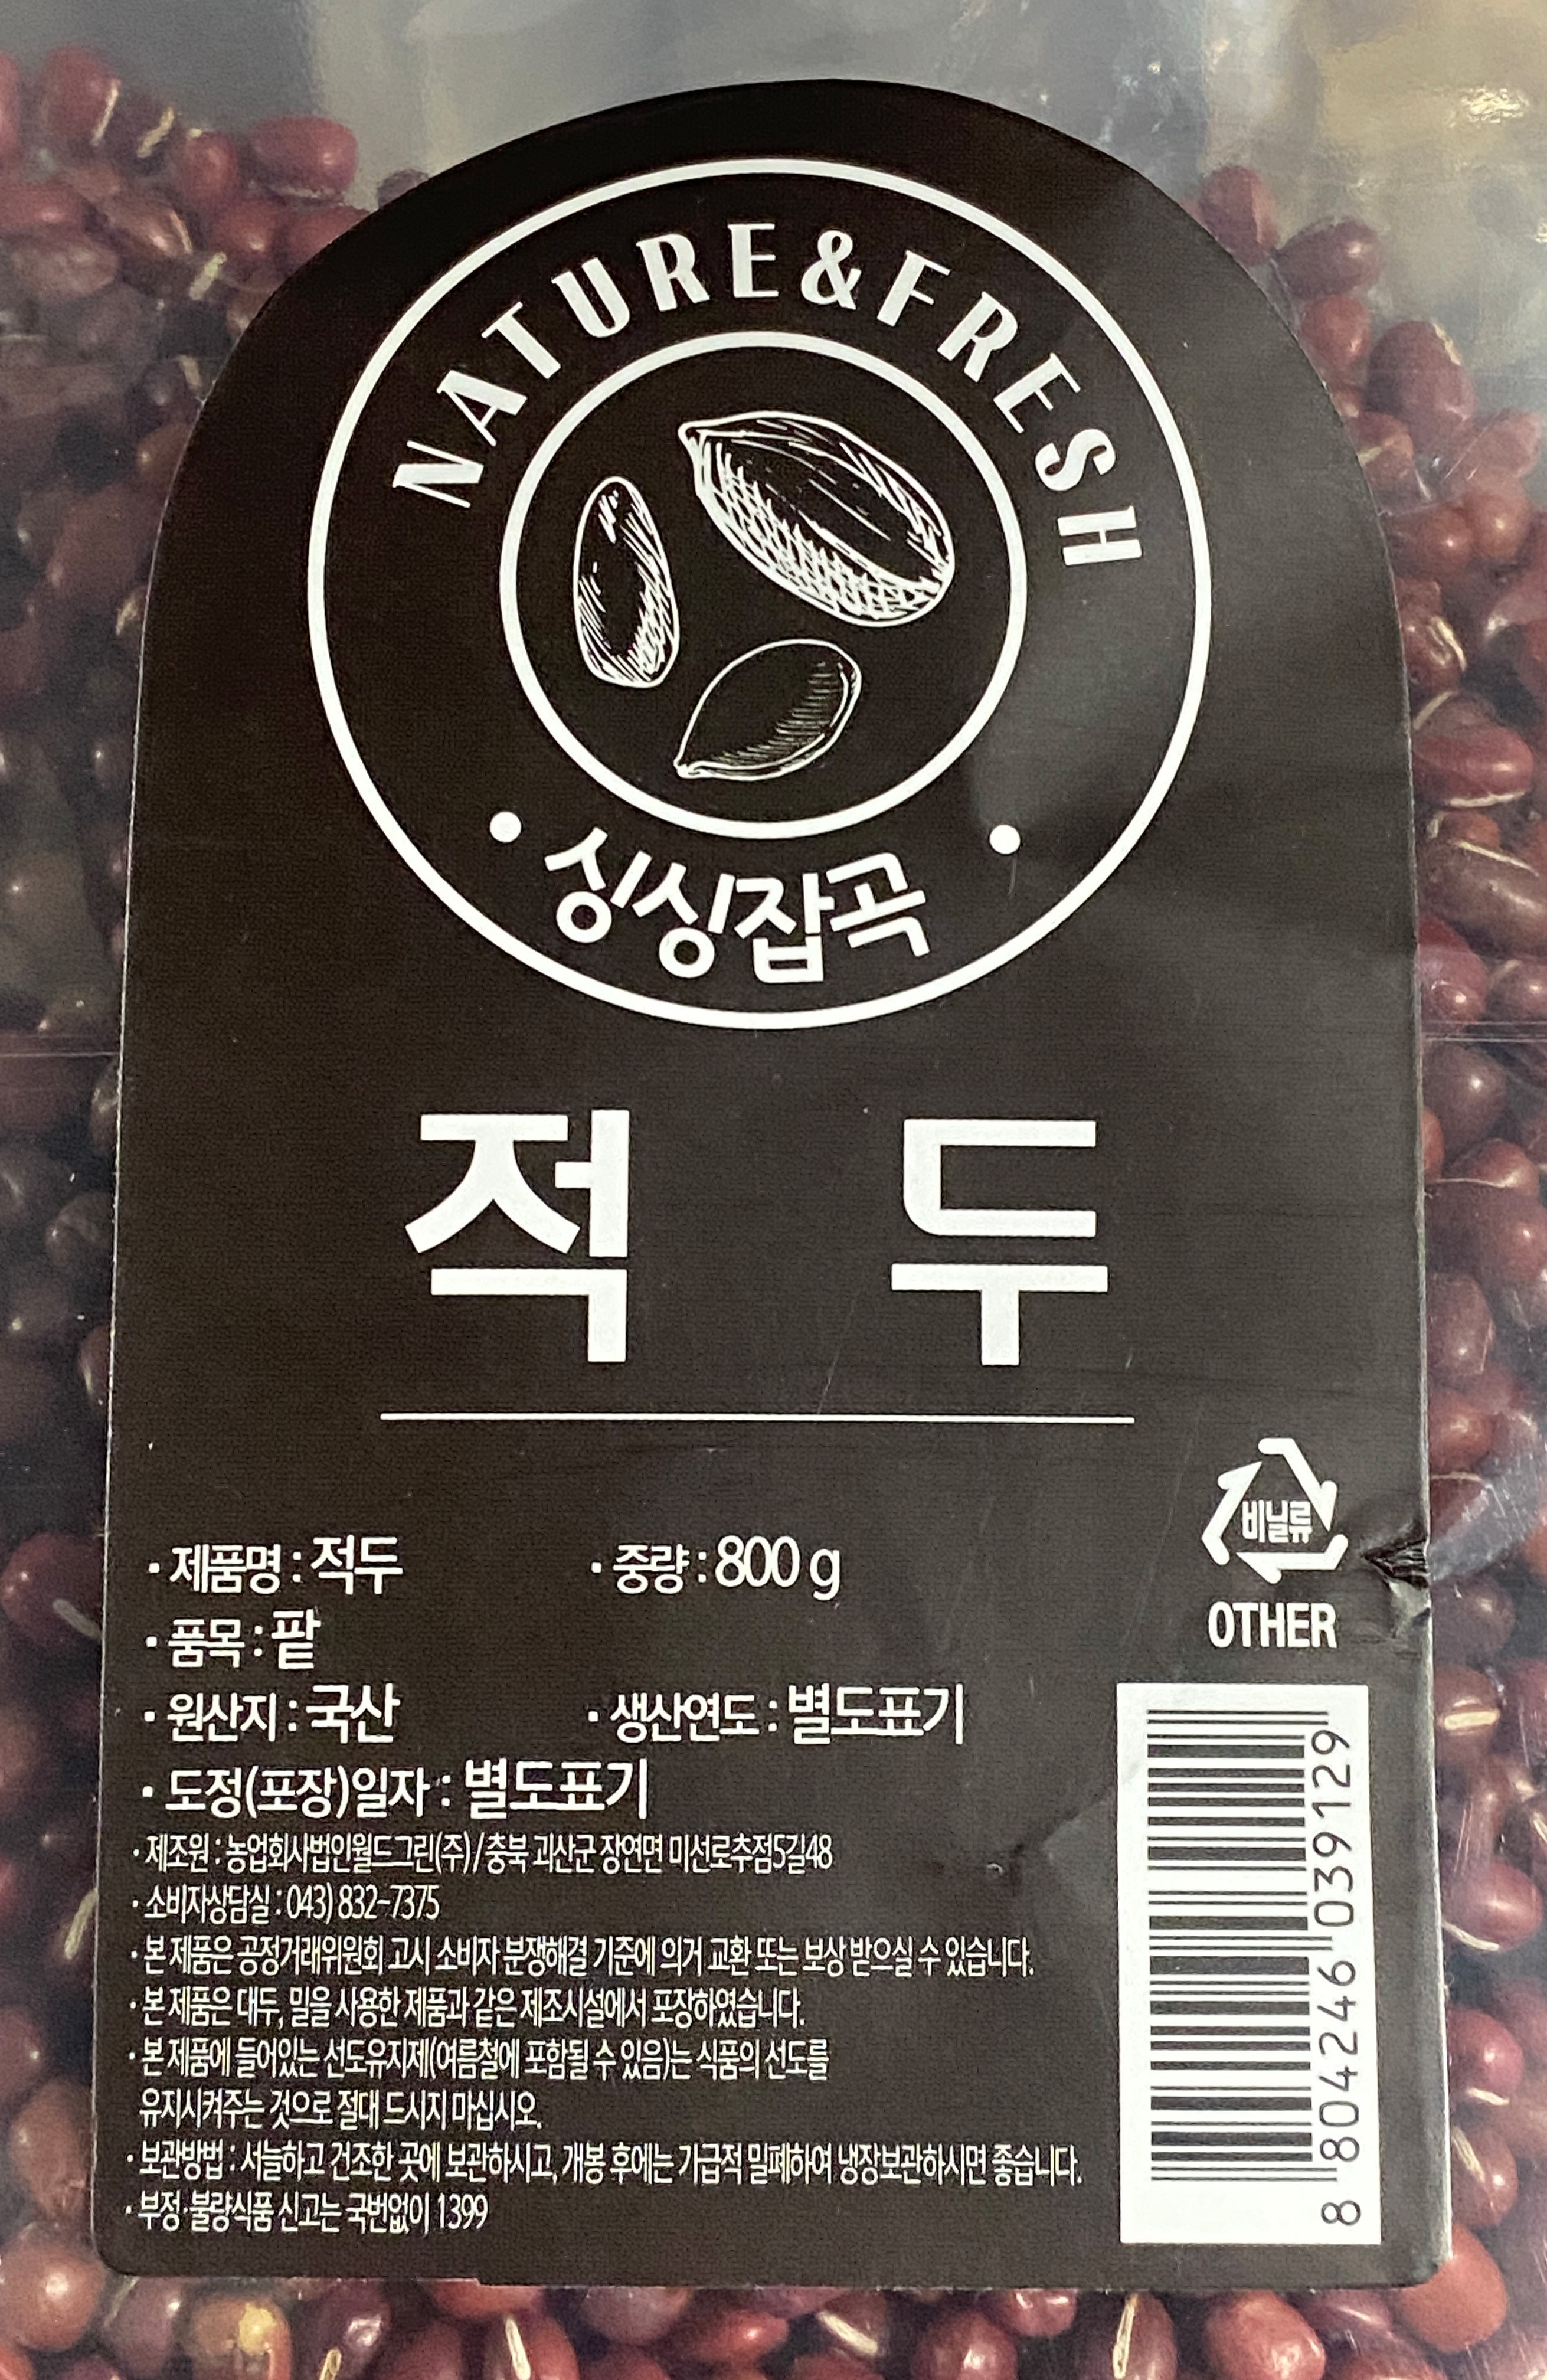 NATURE&FRESH
싱싱잡곡
적 두
비닐류
OTHER
· 제품명 : 적두 · 중량 : 800 g
· 품목 : 팥
· 원산지 : 국산 · 생산연도 : 별도표기
· 도정(포장)일자 : 별도표기
· 제조원 : 농업회사법인월드그린(주) / 충북 괴산군 장연면 미선로추점5길48
· 소비자상담실 : 043) 832-7375
· 본 제품은 공정거래위원회 고시 소비자 분쟁해결 기준에 의거 교환 또는 보상 받으실 수 있습니다.
· 본 제품은 대두, 밀을 사용한 제품과 같은 제조시설에서 포장하였습니다.
· 본 제품에 들어있는 선도유지제(여름철에 포함될 수 있음)는 식품의 선도를
유지시켜주는 것으로 절대 드시지 마십시오.
· 보관방법 : 서늘하고 건조한 곳에 보관하시고, 개봉 후에는 가급적 밀폐하여 냉장보관하시면 좋습니다.
· 부정·불량식품 신고는 국번없이 1399
8 804246 039129